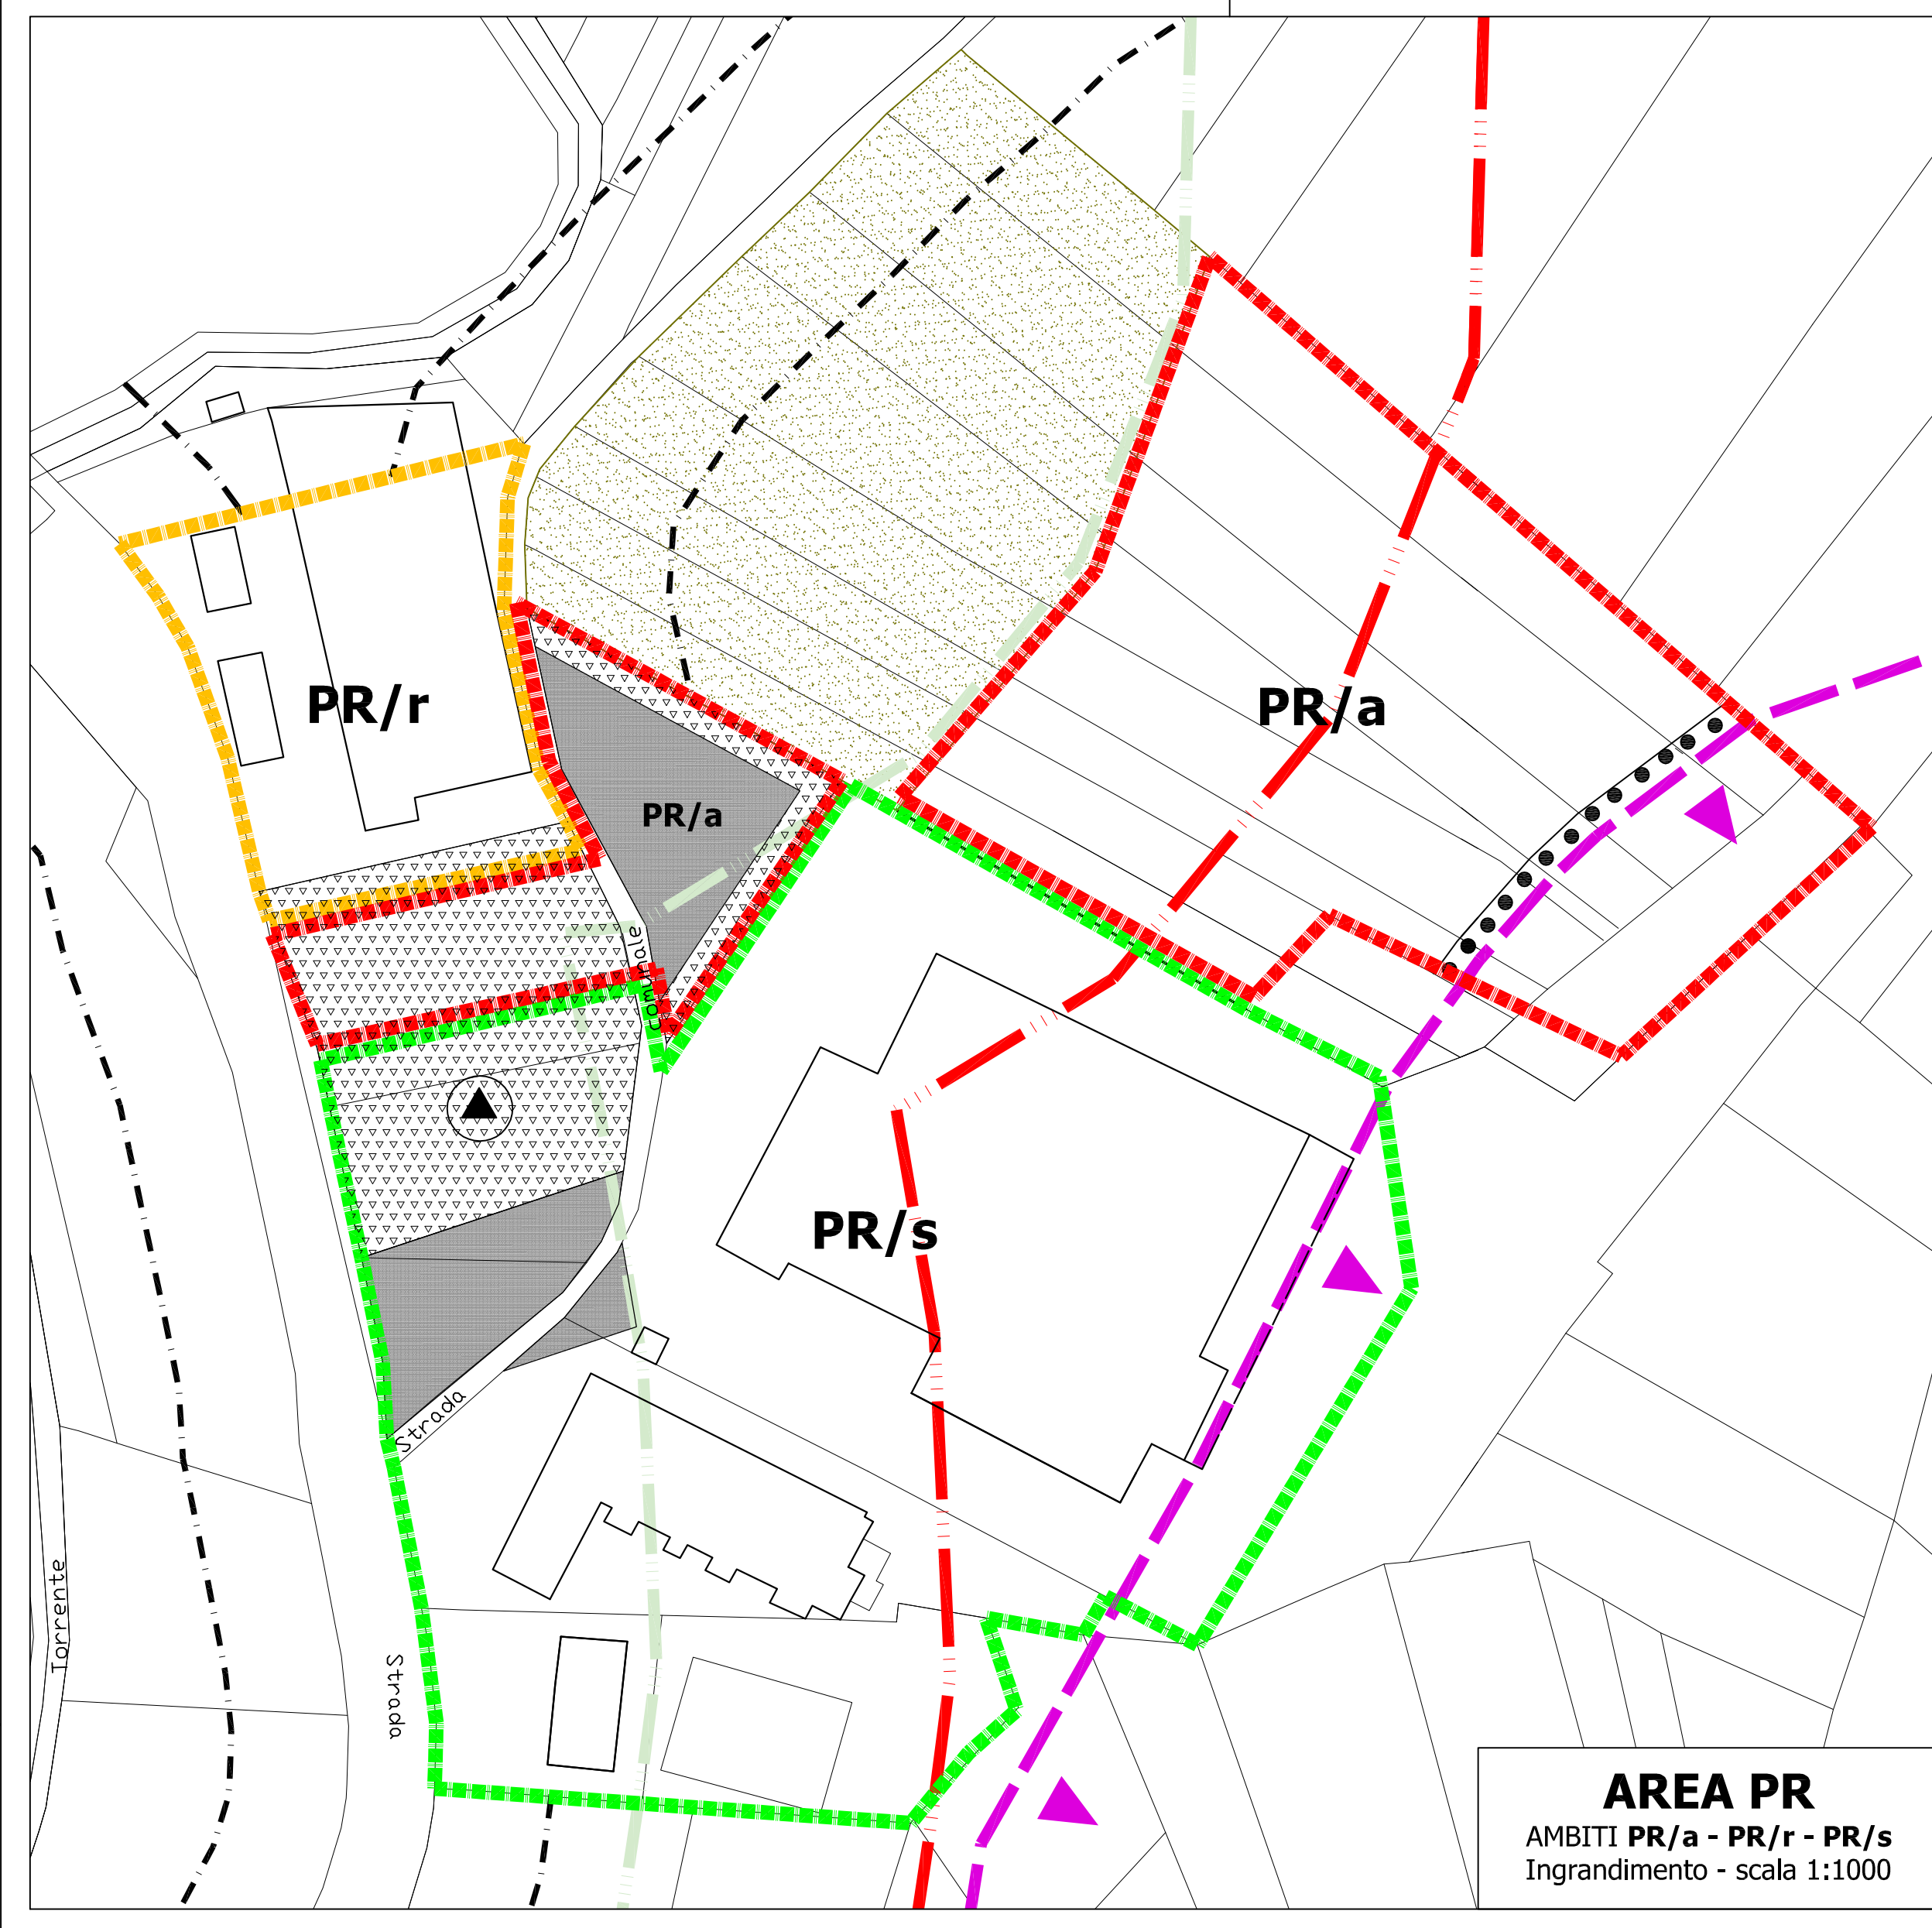 PR/r
PR/a
PR/a
Comunale
PR/s
Strada
Torrente
Strada
AREA PR
AMBITI PR/a - PR/r - PR/s
Ingrandimento - scala 1:1000